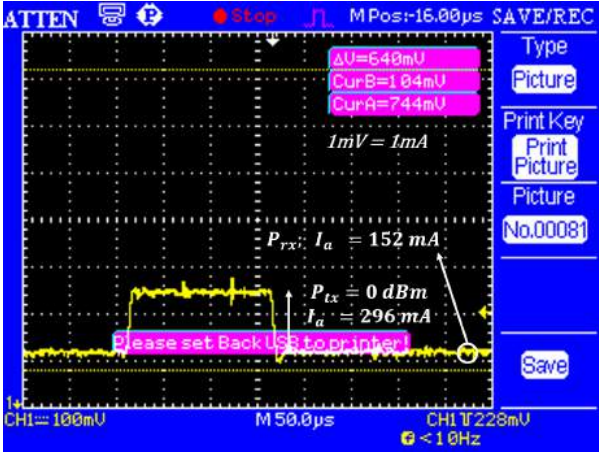 ATTEN P Stop M Pos:-16.00µs SAVE/REC
ΔV=640mV
CurB=104mV
CurA=744mV
1mV = 1mA
Type
Picture
Print Key
Print
Picture
Picture
No.00081
P_rx; I_a = 152 mA
P_tx = 0 dBm
I_a = 296 mA
Please set Back USB to printer!
Save
1
CH1 100mV M 50.0µs CH1 228mV
<10Hz